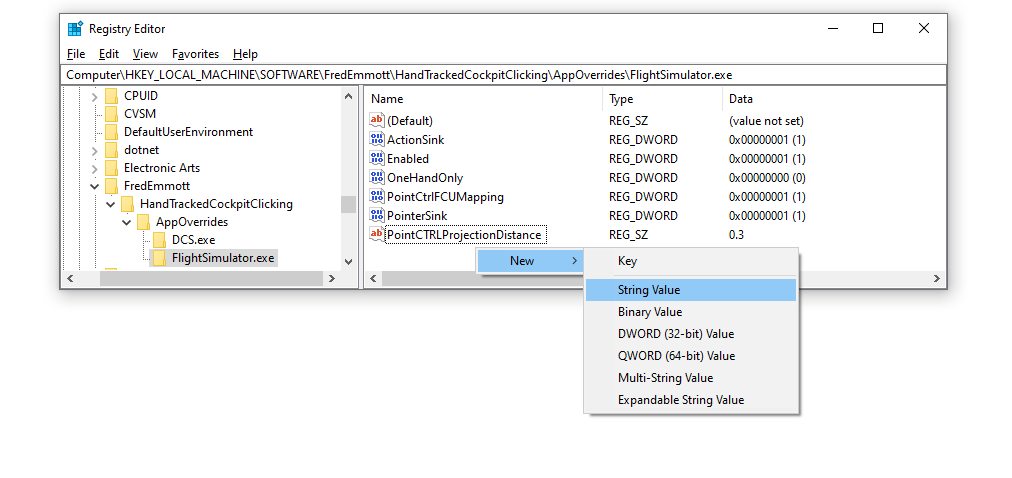 Registry Editor
File Edit View Favorites Help
Computer\HKEY_LOCAL_MACHINE\SOFTWARE\FredEmmott\HandTrackedCockpitClicking\AppOverrides\FlightSimulator.exe
CPUID
CVSM
DefaultUserEnvironment
dotnet
Electronic Arts
FredEmmott
HandTrackedCockpitClicking
AppOverrides
DCS.exe
FlightSimulator.exe
Name Type Data
(Default) REG_SZ (value not set)
ActionSink REG_DWORD 0x00000001 (1)
Enabled REG_DWORD 0x00000001 (1)
OneHandOnly REG_DWORD 0x00000000 (0)
PointCtrlFCUMapping REG_DWORD 0x00000001 (1)
PointerSink REG_DWORD 0x00000001 (1)
PointCTRLProjectionDistance REG_SZ 0.3
New
Key
String Value
Binary Value
DWORD (32-bit) Value
QWORD (64-bit) Value
Multi-String Value
Expandable String Value